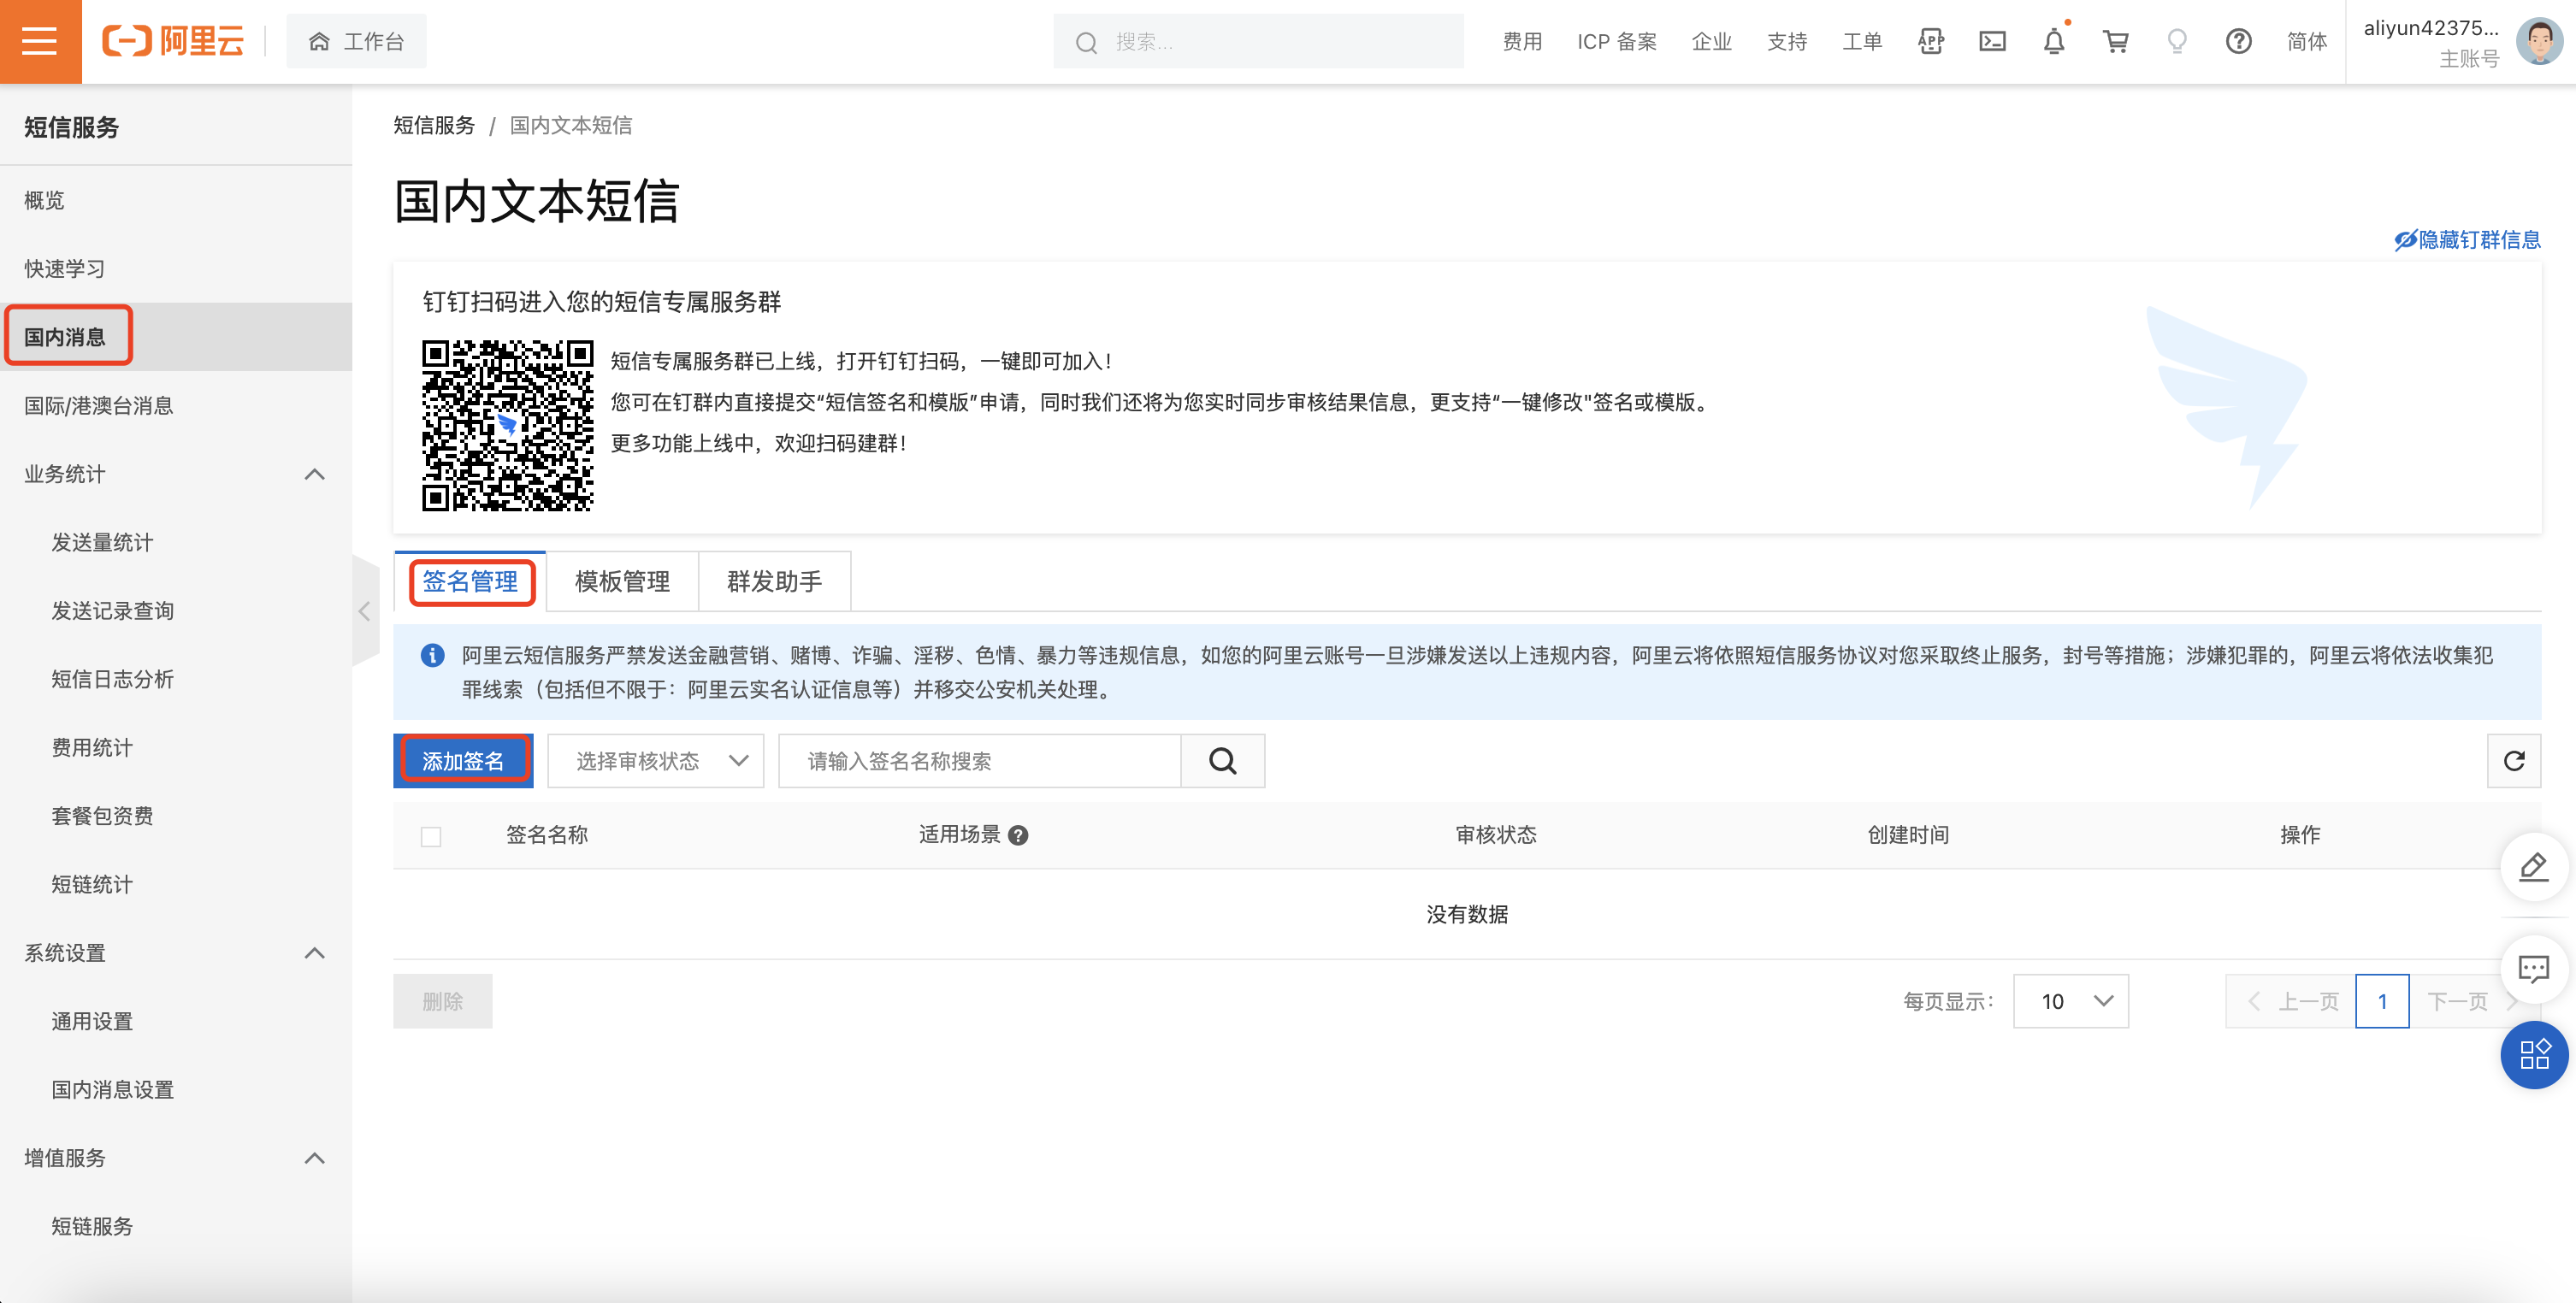 阿里云
工作台
搜索...
费用
ICP 备案
企业
支持
工单
APP
简体
aliyun42375...
主账号
短信服务
概览
快速学习
国内消息
国际/港澳台消息
业务统计
发送量统计
发送记录查询
短信日志分析
费用统计
套餐包资费
短链统计
系统设置
通用设置
国内消息设置
增值服务
短链服务
短信服务 / 国内文本短信
国内文本短信
隐藏钉群信息
钉钉扫码进入您的短信专属服务群
短信专属服务群已上线，打开钉钉扫码，一键即可加入！
您可在钉群内直接提交“短信签名和模版”申请，同时我们还将为您实时同步审核结果信息，更支持“一键修改"签名或模版。
更多功能上线中，欢迎扫码建群！
签名管理
模板管理
群发助手
阿里云短信服务严禁发送金融营销、赌博、诈骗、淫秽、色情、暴力等违规信息，如您的阿里云账号一旦涉嫌发送以上违规内容，阿里云将依照短信服务协议对您采取终止服务，封号等措施；涉嫌犯罪的，阿里云将依法收集犯
罪线索（包括但不限于：阿里云实名认证信息等）并移交公安机关处理。
添加签名
选择审核状态
请输入签名名称搜索
签名名称
适用场景
审核状态
创建时间
操作
没有数据
删除
每页显示：
10
上一页
1
下一页